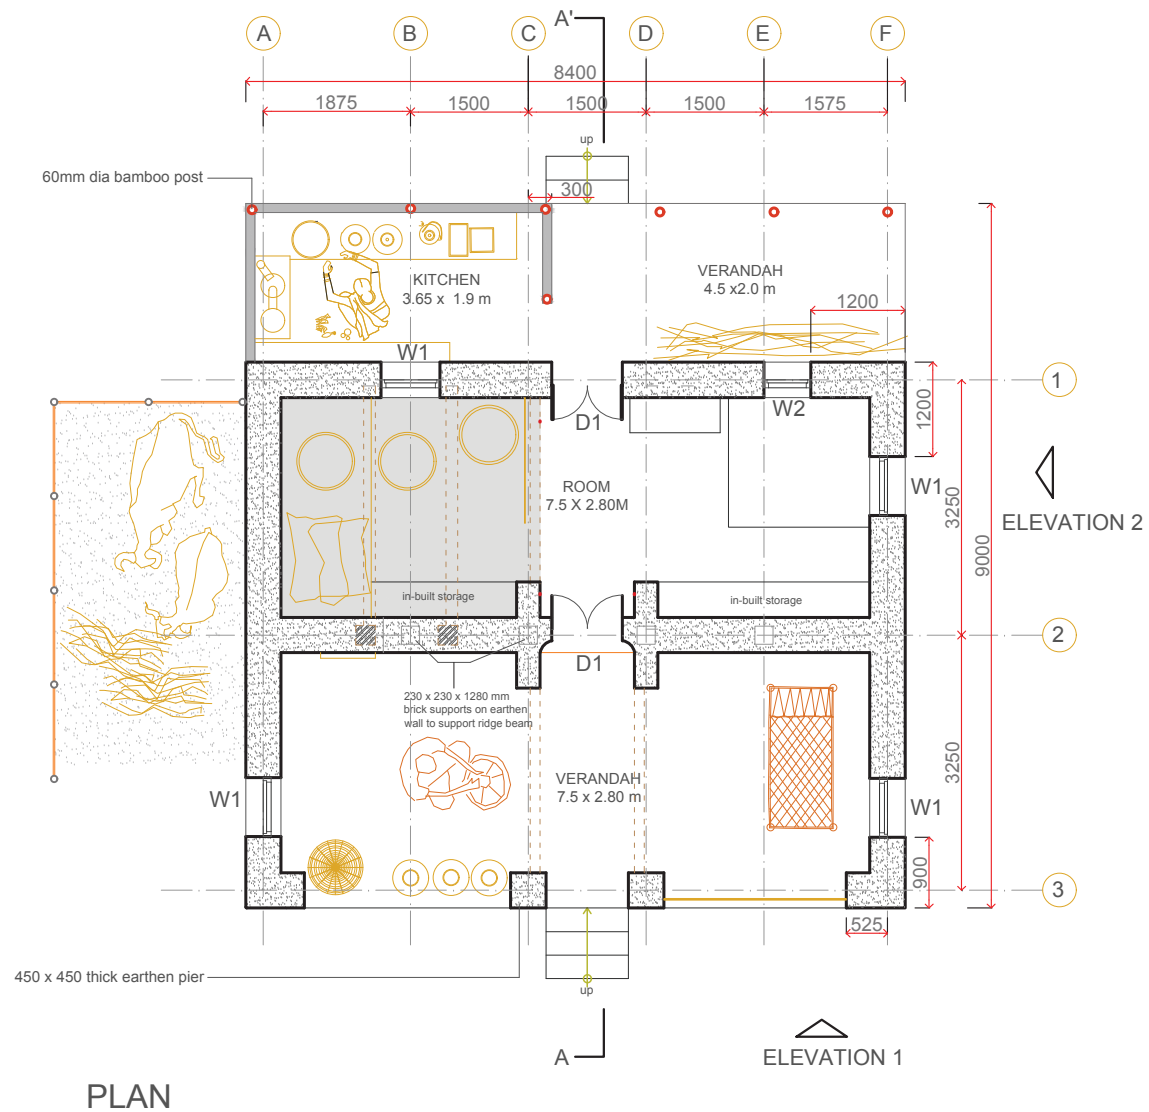 A'
A
B
C
D
E
F
8400
1875
1500
1500
1500
1575
up
60mm dia bamboo post
300
KITCHEN
3.65 x 1.9 m
VERANDAH
4.5 x2.0 m
1200
W1
W2
D1
1
1200
ROOM
7.5 X 2.80M
W1
3250
ELEVATION 2
9000
in-built storage
in-built storage
2
D1
230 x 230 x 1280 mm
brick supports on earthen
wall to support ridge beam
VERANDAH
7.5 x 2.80 m
3250
W1
W1
900
3
525
450 x 450 thick earthen pier
up
A
ELEVATION 1
PLAN